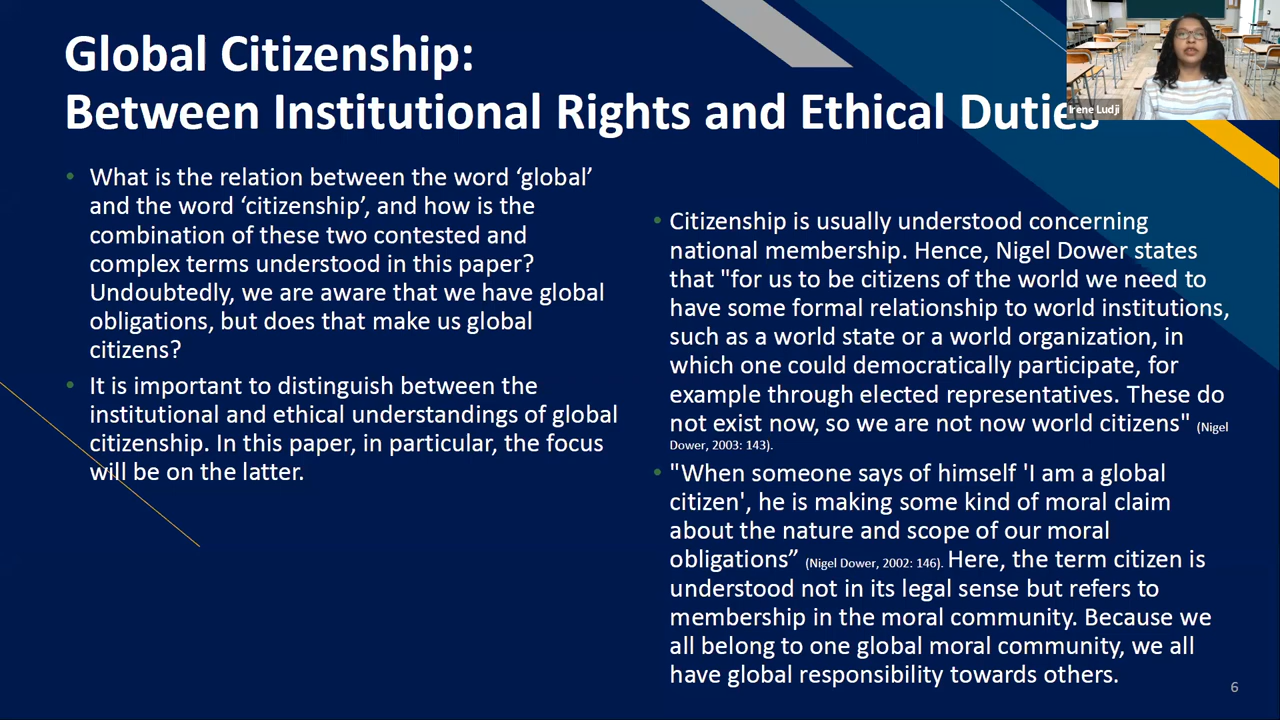 Global Citizenship:
Between Institutional Rights and Ethical Duties
Irene Ludji
• What is the relation between the word ‘global’
and the word ‘citizenship’, and how is the
combination of these two contested and
complex terms understood in this paper?
Undoubtedly, we are aware that we have global
obligations, but does that make us global
citizens?
• It is important to distinguish between the
institutional and ethical understandings of global
citizenship. In this paper, in particular, the focus
will be on the latter.
• Citizenship is usually understood concerning
national membership. Hence, Nigel Dower states
that "for us to be citizens of the world we need to
have some formal relationship to world institutions,
such as a world state or a world organization, in
which one could democratically participate, for
example through elected representatives. These do
not exist now, so we are not now world citizens" (Nigel
Dower, 2003: 143).
• "When someone says of himself 'I am a global
citizen', he is making some kind of moral claim
about the nature and scope of our moral
obligations” (Nigel Dower, 2002: 146). Here, the term citizen is
understood not in its legal sense but refers to
membership in the moral community. Because we
all belong to one global moral community, we all
have global responsibility towards others.
6